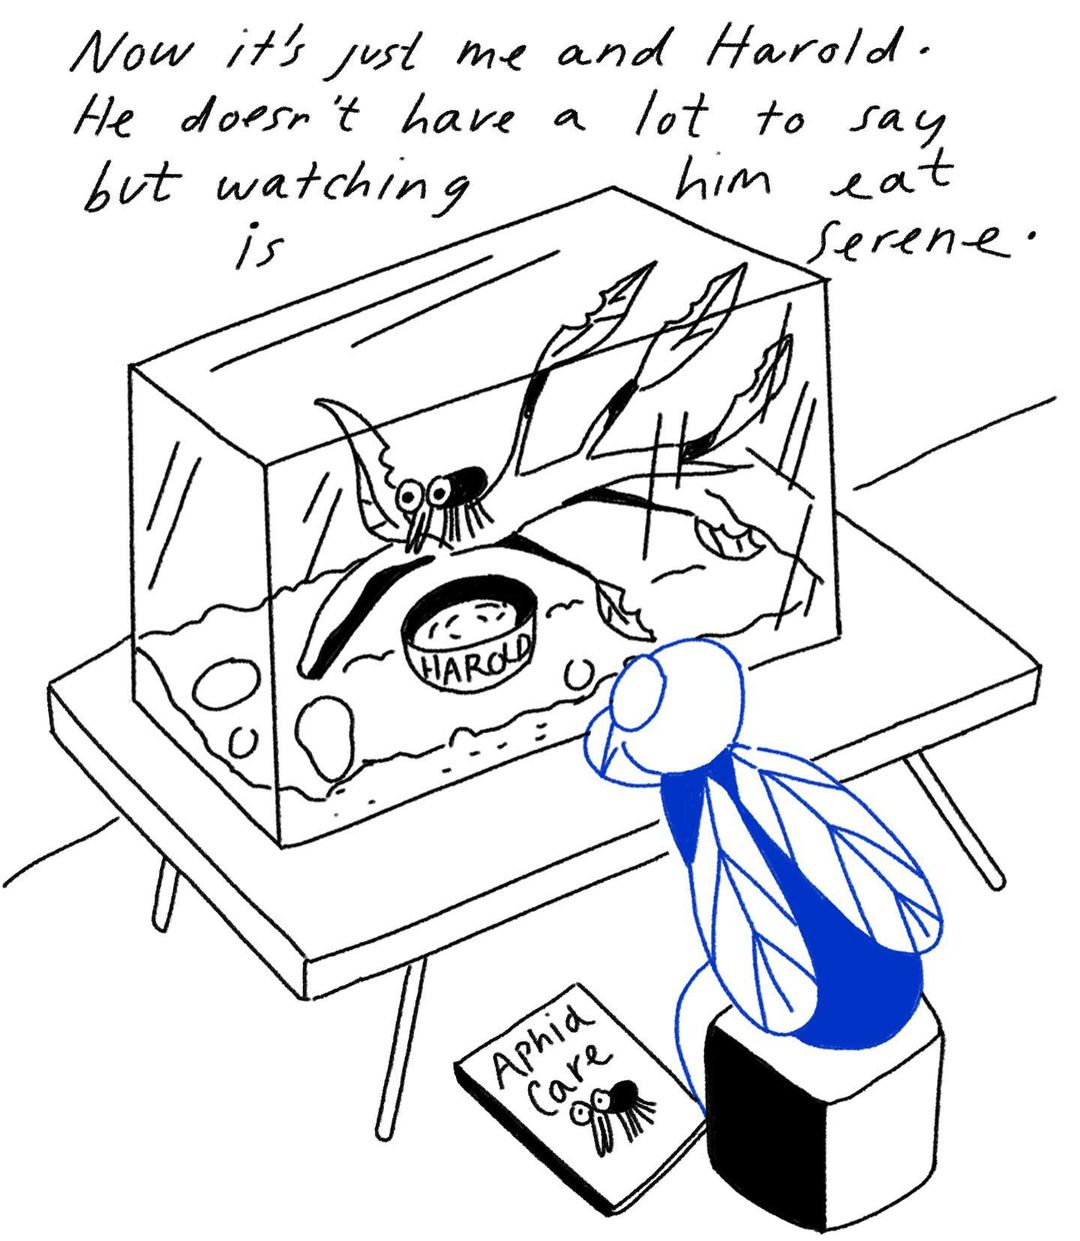 Now it's just me and Harold.
He doesn't have a lot to say
but watching him eat
is serene.
HAROLD
Aphid
Care